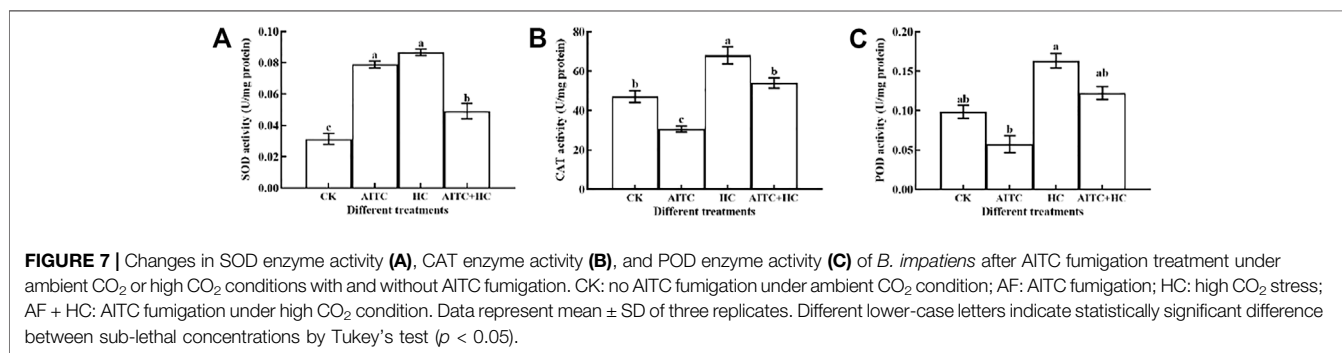 A
SOD activity (U/mg protein)
0.10
0.08
0.06
0.04
0.02
0.00
c
a
a
b
CK AITC HC AITC+HC
Different treatments
B
CAT activity (U/mg protein)
80
60
40
20
0
b
c
a
b
CK AITC HC AITC+HC
Different treatments
C
POD activity (U/mg protein)
0.20
0.15
0.10
0.05
0.00
ab
b
a
ab
CK AITC HC AITC+HC
Different treatments
FIGURE 7 | Changes in SOD enzyme activity (A), CAT enzyme activity (B), and POD enzyme activity (C) of B. impatiens after AITC fumigation treatment under
ambient CO₂ or high CO₂ conditions with and without AITC fumigation. CK: no AITC fumigation under ambient CO₂ condition; AF: AITC fumigation; HC: high CO₂ stress;
AF + HC: AITC fumigation under high CO₂ condition. Data represent mean ± SD of three replicates. Different lower-case letters indicate statistically significant difference
between sub-lethal concentrations by Tukey's test (p < 0.05).